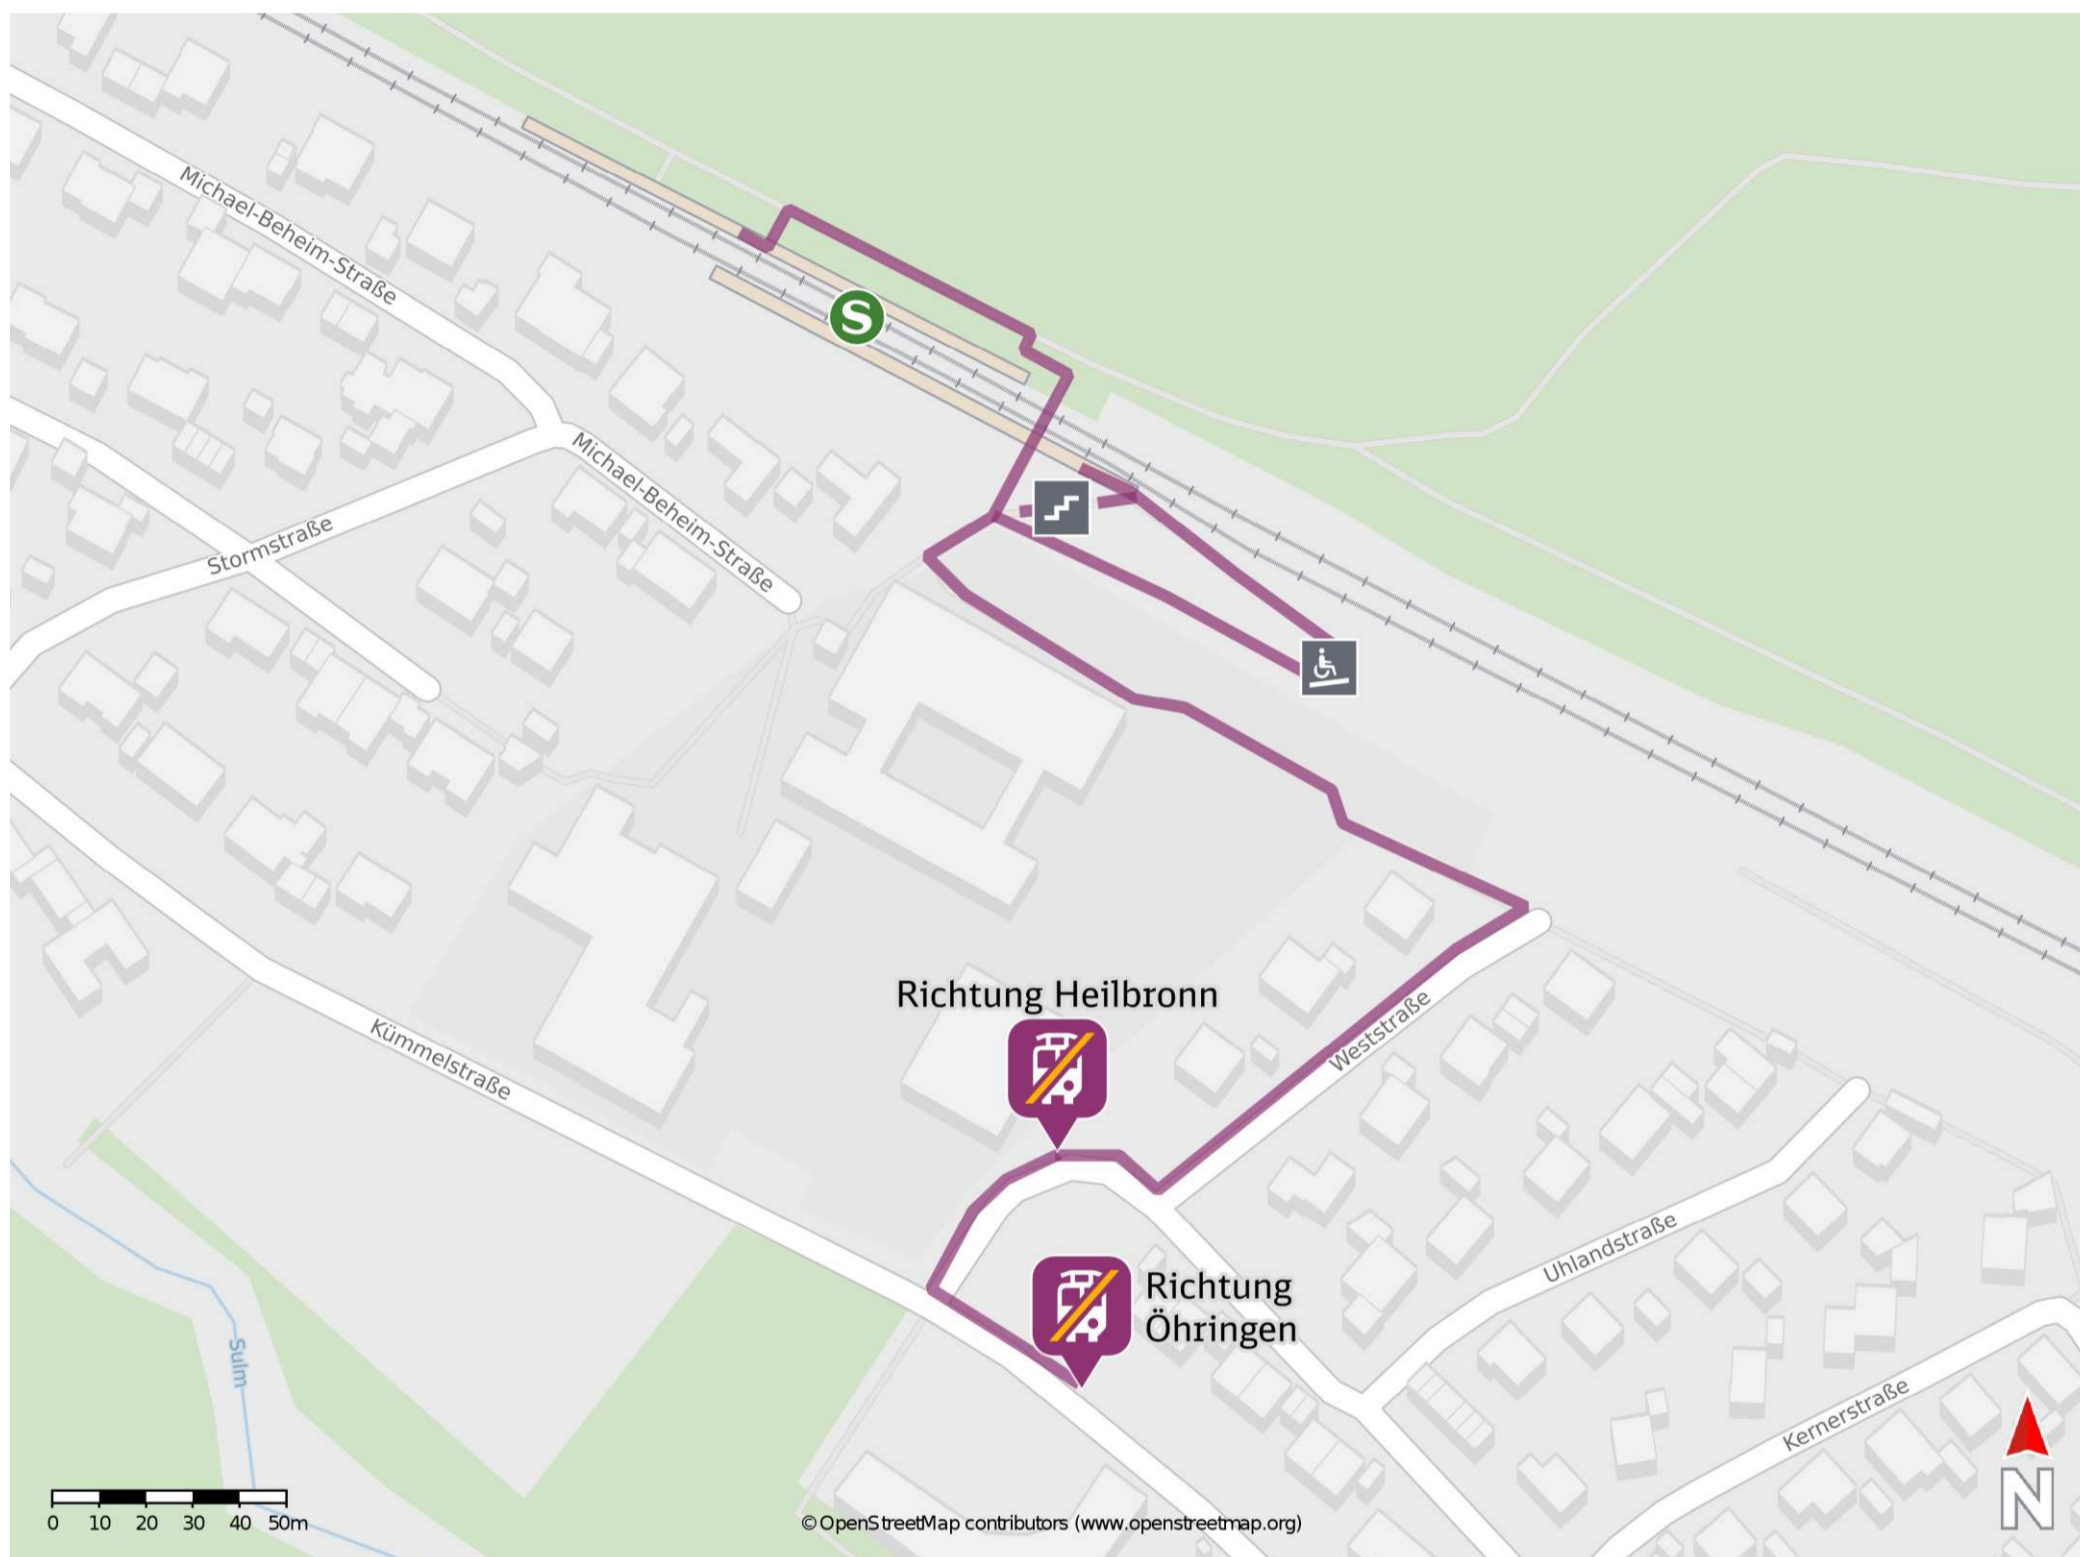 Michael-Beheim-Straße
S
Michael-Beheim-Straße
Stormstraße
Richtung Heilbronn
Weststraße
Kümmelstraße
Uhlandstraße
Richtung
Öhringen
Sulm
Kernerstraße
N
0 10 20 30 40 50m
© OpenStreetMap contributors (www.openstreetmap.org)